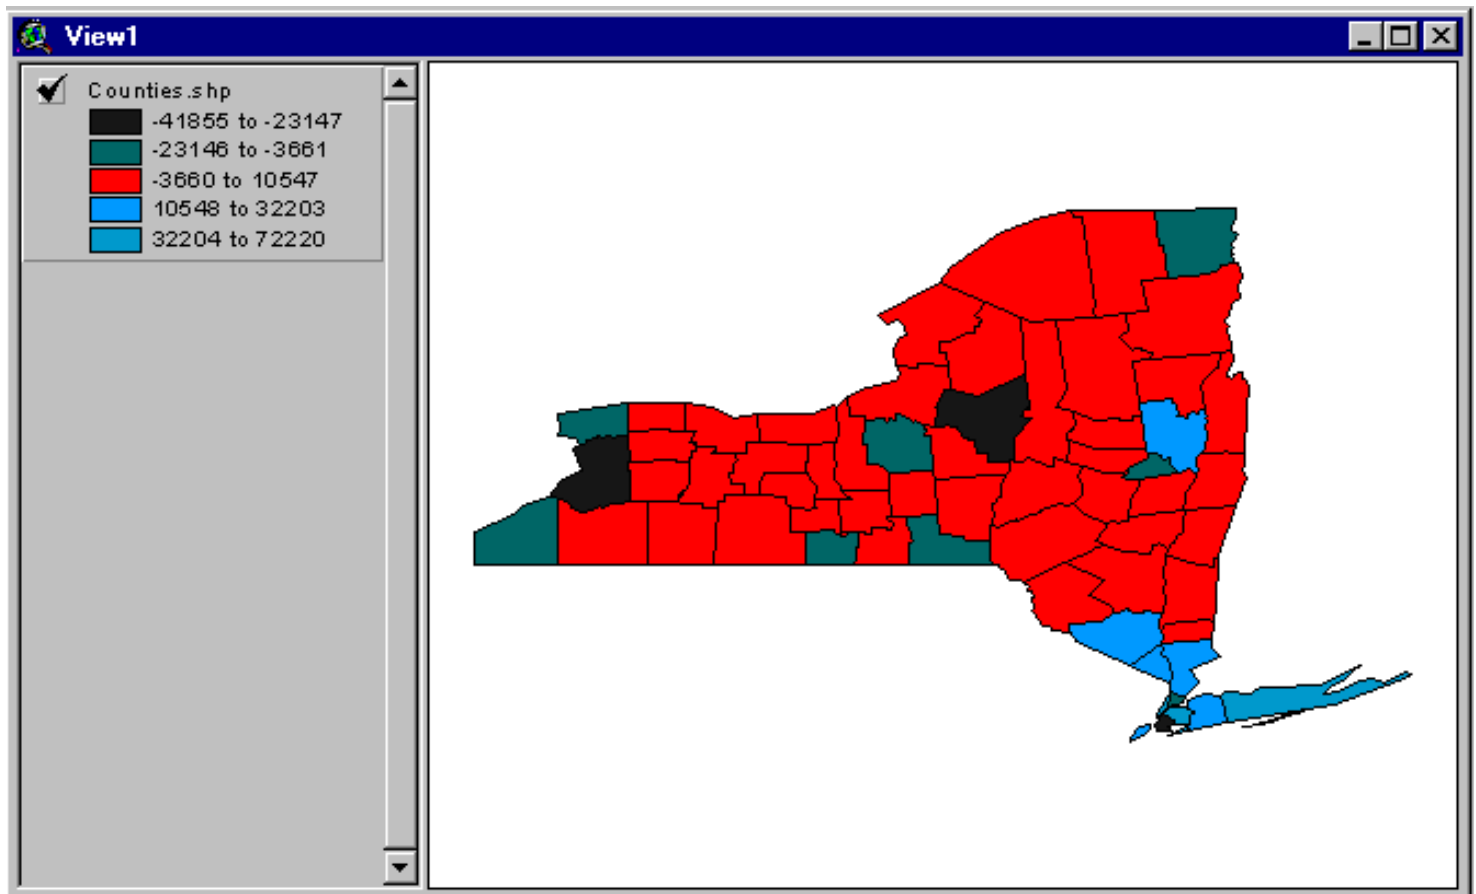 View1
Counties.shp
-41855 to -23147
-23146 to -3661
-3660 to 10547
10548 to 32203
32204 to 72220